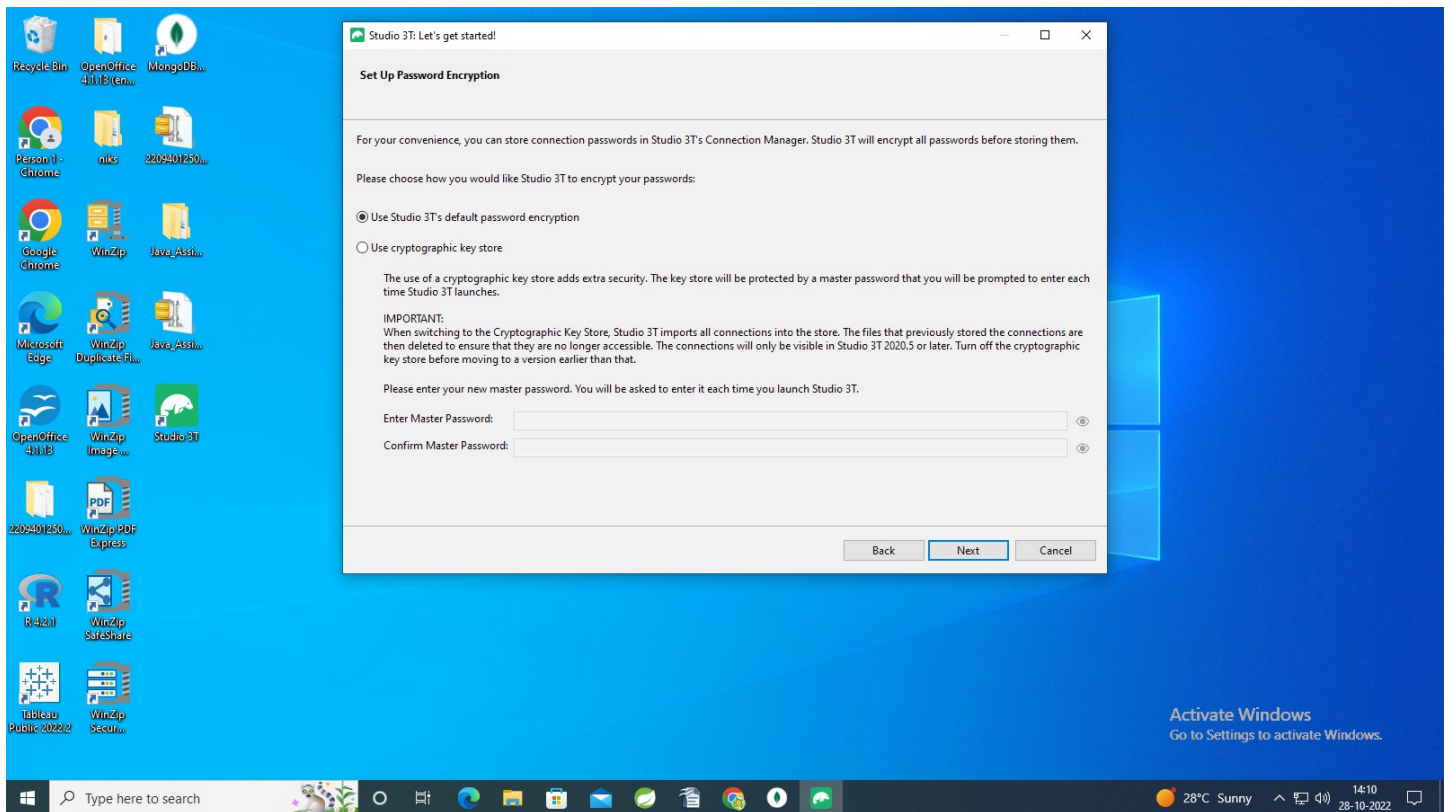 Recycle Bin
OpenOffice
4.1.13 (en...
MongoDB...
Person 1 -
Chrome
niks
2209401250...
Google
Chrome
WinZip
Java_Assi...
Microsoft
Edge
WinZip
Duplicate Fi...
Java_Assi...
OpenOffice
4.1.13
WinZip
Image ...
Studio 3T
2209401250...
PDF
WinZip PDF
Express
R 4.2.1
WinZip
SafeShare
Tableau
Public 2022.2
WinZip
Secur...
Studio 3T: Let's get started!
Set Up Password Encryption
For your convenience, you can store connection passwords in Studio 3T's Connection Manager. Studio 3T will encrypt all passwords before storing them.
Please choose how you would like Studio 3T to encrypt your passwords:
Use Studio 3T's default password encryption
Use cryptographic key store
The use of a cryptographic key store adds extra security. The key store will be protected by a master password that you will be prompted to enter each
time Studio 3T launches.
IMPORTANT:
When switching to the Cryptographic Key Store, Studio 3T imports all connections into the store. The files that previously stored the connections are
then deleted to ensure that they are no longer accessible. The connections will only be visible in Studio 3T 2020.5 or later. Turn off the cryptographic
key store before moving to a version earlier than that.
Please enter your new master password. You will be asked to enter it each time you launch Studio 3T.
Enter Master Password:
Confirm Master Password:
Back Next Cancel
Activate Windows
Go to Settings to activate Windows.
Type here to search
28°C Sunny
14:10
28-10-2022